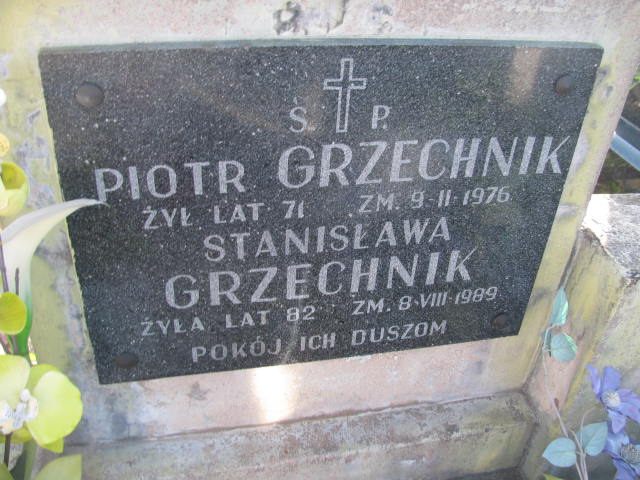 Ś. P.
Ś. P.
PIOTR GRZECHNIK
ŻYŁ LAT 71 ZM. 9-II-1976
STANISŁAWA
GRZECHNIK
ŻYŁA LAT 82 ZM. 8-VIII-1989
POKÓJ ICH DUSZOM